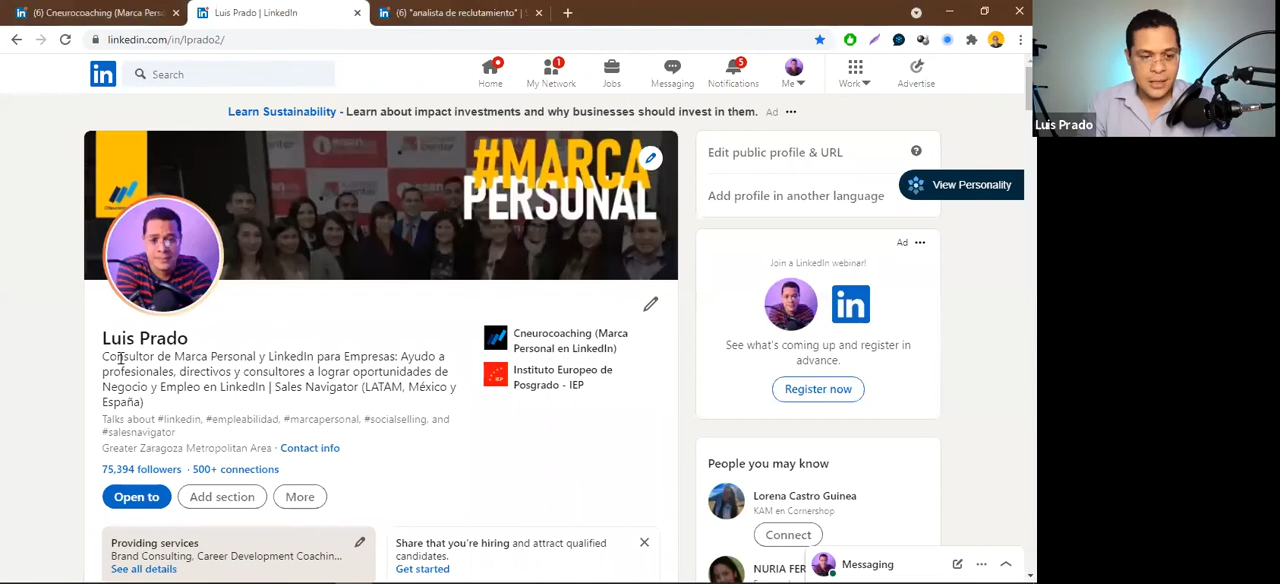 (6) Cneurocoaching (Marca Perso
Luis Prado | LinkedIn
(6) "analista de reclutamiento" |
linkedin.com/in/lprado2/
Search
Home
My Network
Jobs
Messaging
Notifications
Me
Work
Advertise
1
5
Learn Sustainability - Learn about impact investments and why businesses should invest in them. Ad
#MARCA
PERSONAL
Luis Prado
Consultor de Marca Personal y LinkedIn para Empresas: Ayudo a
profesionales, directivos y consultores a lograr oportunidades de
Negocio y Empleo en LinkedIn | Sales Navigator (LATAM, México y
España)
Talks about #linkedin, #empleabilidad, #marcapersonal, #socialselling, and
#salesnavigator
Greater Zaragoza Metropolitan Area · Contact info
75,394 followers · 500+ connections
Open to
Add section
More
Cneurocoaching (Marca
Personal en LinkedIn)
Instituto Europeo de
Posgrado - IEP
Providing services
Brand Consulting, Career Development Coachin...
See all details
Share that you're hiring and attract qualified
candidates.
Get started
Edit public profile & URL
Add profile in another language
View Personality
Ad
Join a LinkedIn webinar!
in
See what's coming up and register in
advance.
Register now
People you may know
Lorena Castro Guinea
KAM en Cornershop
Connect
NURIA FER
Messaging
Luis Prado